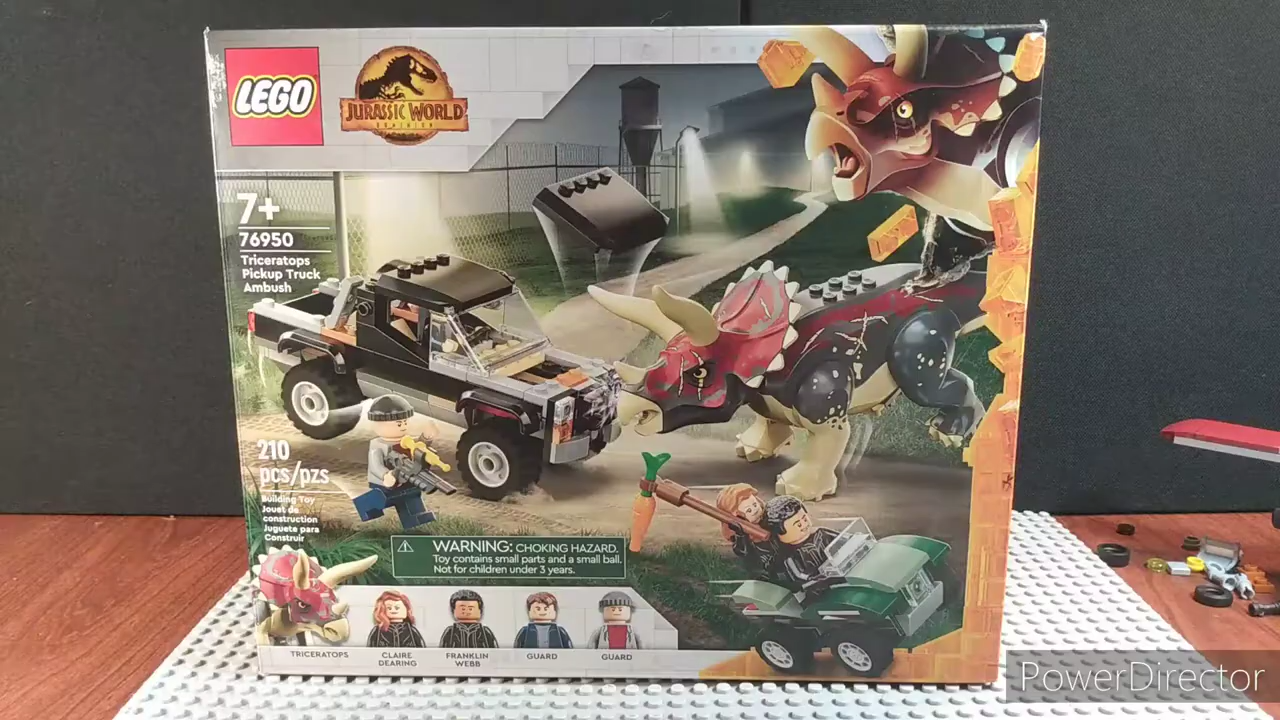 LEGO
JURASSIC WORLD
DOMINION
7+
76950
Triceratops
Pickup Truck
Ambush
210
pcs/pzs
Building Toy
Jouet de
construction
Juguete para
Construir
WARNING: CHOKING HAZARD.
Toy contains small parts and a small ball.
Not for children under 3 years.
TRICERATOPS
CLAIRE
DEARING
FRANKLIN
WEBB
GUARD
GUARD
PowerDirector